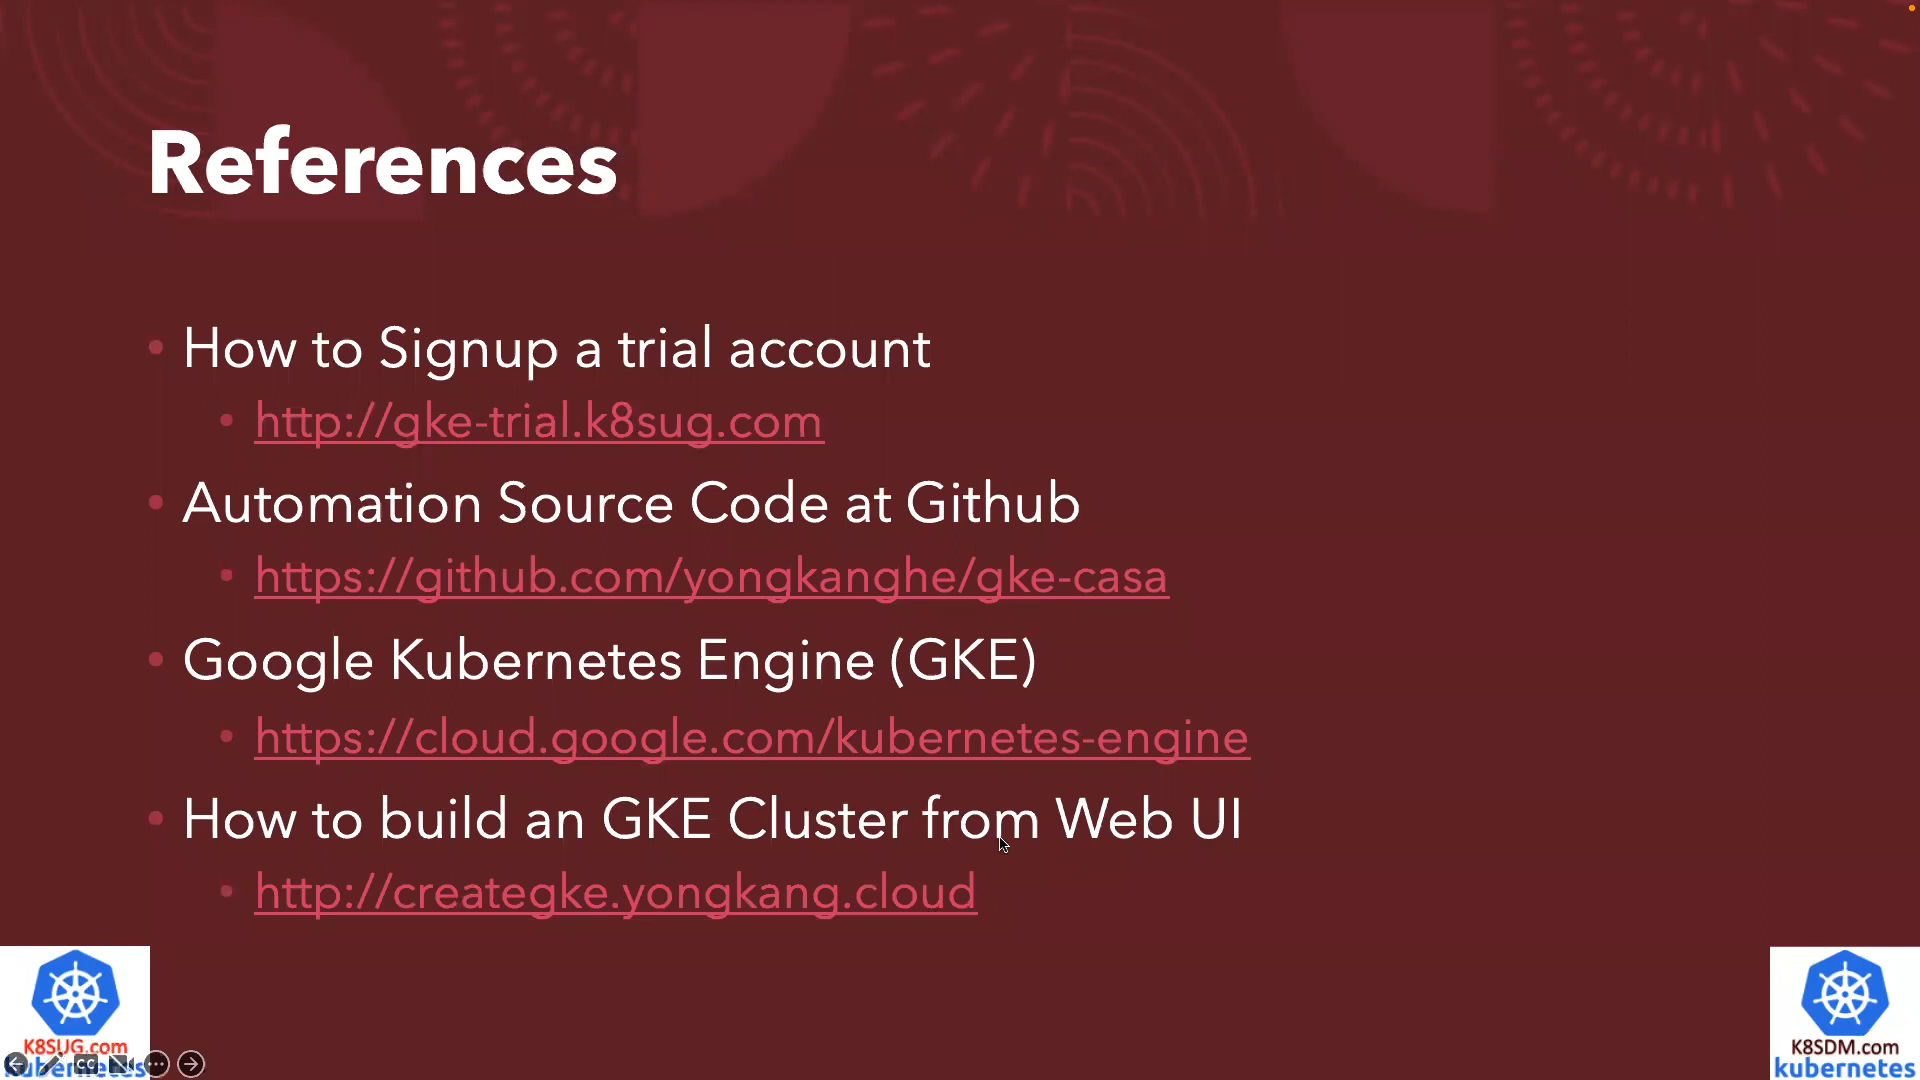 References
How to Signup a trial account
http://gke-trial.k8sug.com
Automation Source Code at Github
https://github.com/yongkanghe/gke-casa
Google Kubernetes Engine (GKE)
https://cloud.google.com/kubernetes-engine
How to build an GKE Cluster from Web UI
http://creategke.yongkang.cloud
K8SUG.com
kubernetes
K8SDM.com
kubernetes